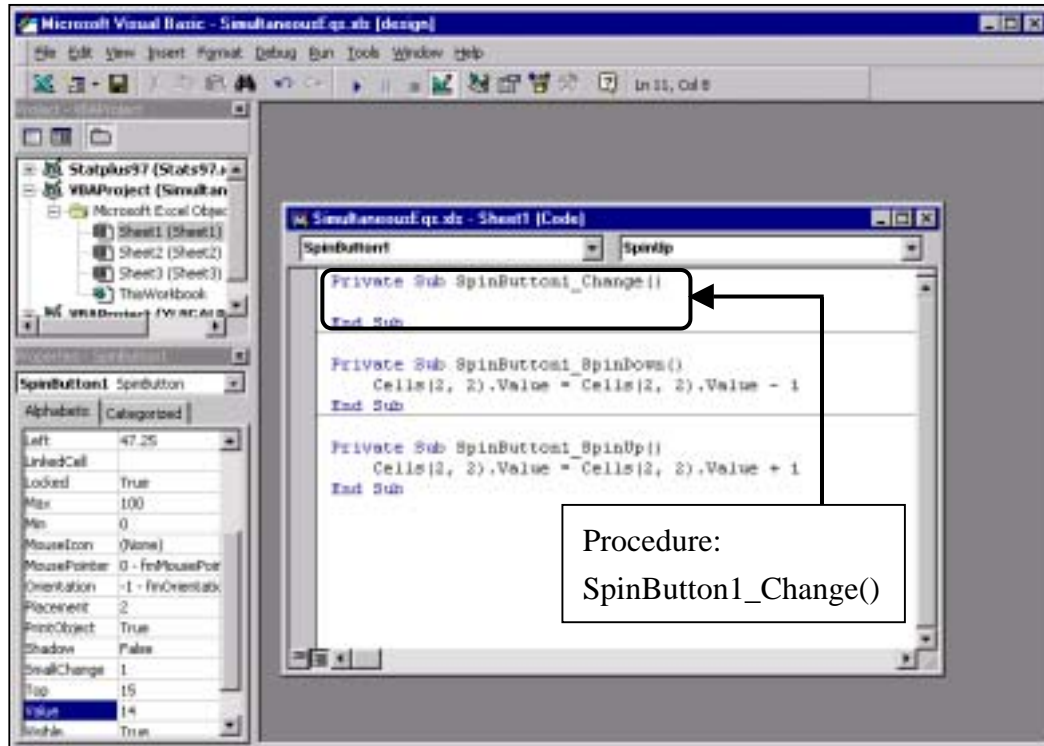 Microsoft Visual Basic - SimultaneousEqs.xls [design]
File Edit View Insert Format Debug Run Tools Window Help
Ln 11, Col 8
Statplus97 (Stats97.x
VBAProject (Simultan
Microsoft Excel Objec
Sheet1 (Sheet1)
Sheet2 (Sheet2)
Sheet3 (Sheet3)
ThisWorkbook
SpinButton1 SpinButton
Alphabetic Categorized
Left 47.25
LinkedCell
Locked True
Max 100
Min 0
MouseIcon (None)
MousePointer 0 - fmMousePoin
Orientation -1 - fmOrientatic
Placement 2
PrintObject True
Shadow False
SmallChange 1
Top 15
Value 14
Visible True
SimultaneousEqs.xls - Sheet1 (Code)
SpinButton1 SpinUp
Private Sub SpinButton1_Change()
End Sub
Private Sub SpinButton1_SpinDown()
Cells(2, 2).Value = Cells(2, 2).Value - 1
End Sub
Private Sub SpinButton1_SpinUp()
Cells(2, 2).Value = Cells(2, 2).Value + 1
End Sub
Procedure:
SpinButton1_Change()